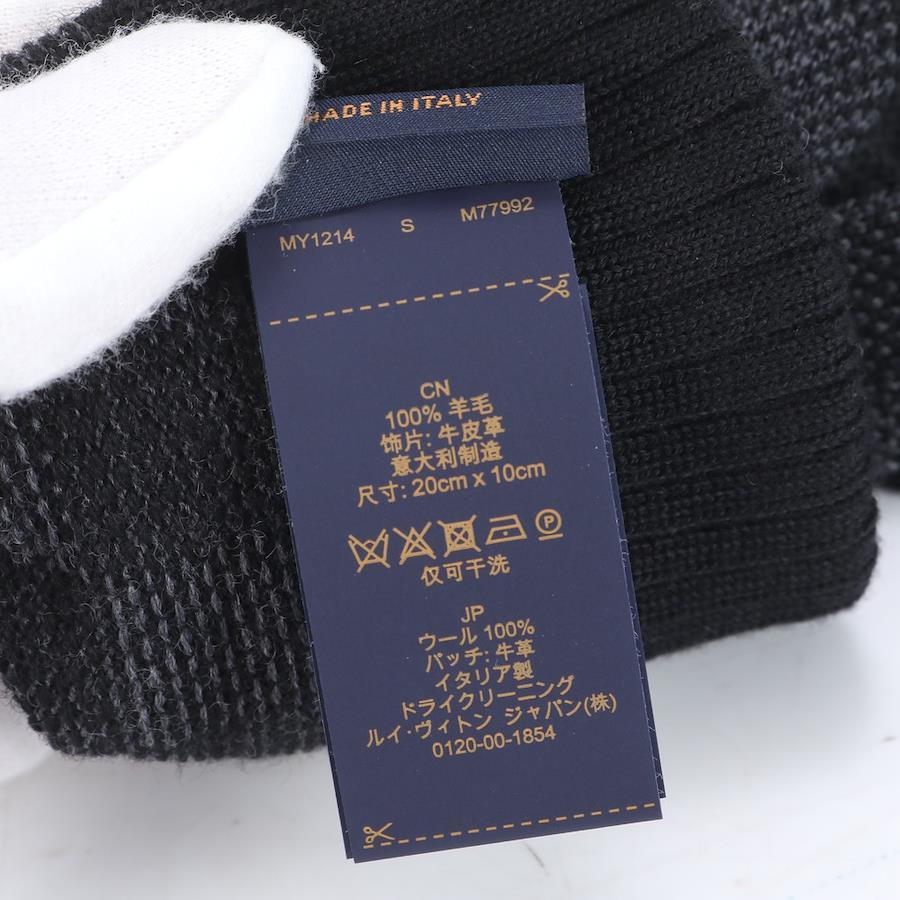 MADE IN ITALY
MY1214 S M77992
CN
100% 羊毛
饰片: 牛皮革
意大利制造
尺寸: 20cm x 10cm
P
仅可干洗
JP
ウール 100%
パッチ: 牛革
イタリア製
ドライクリーニング
ルイ·ヴィトン ジャパン(株)
0120-00-1854